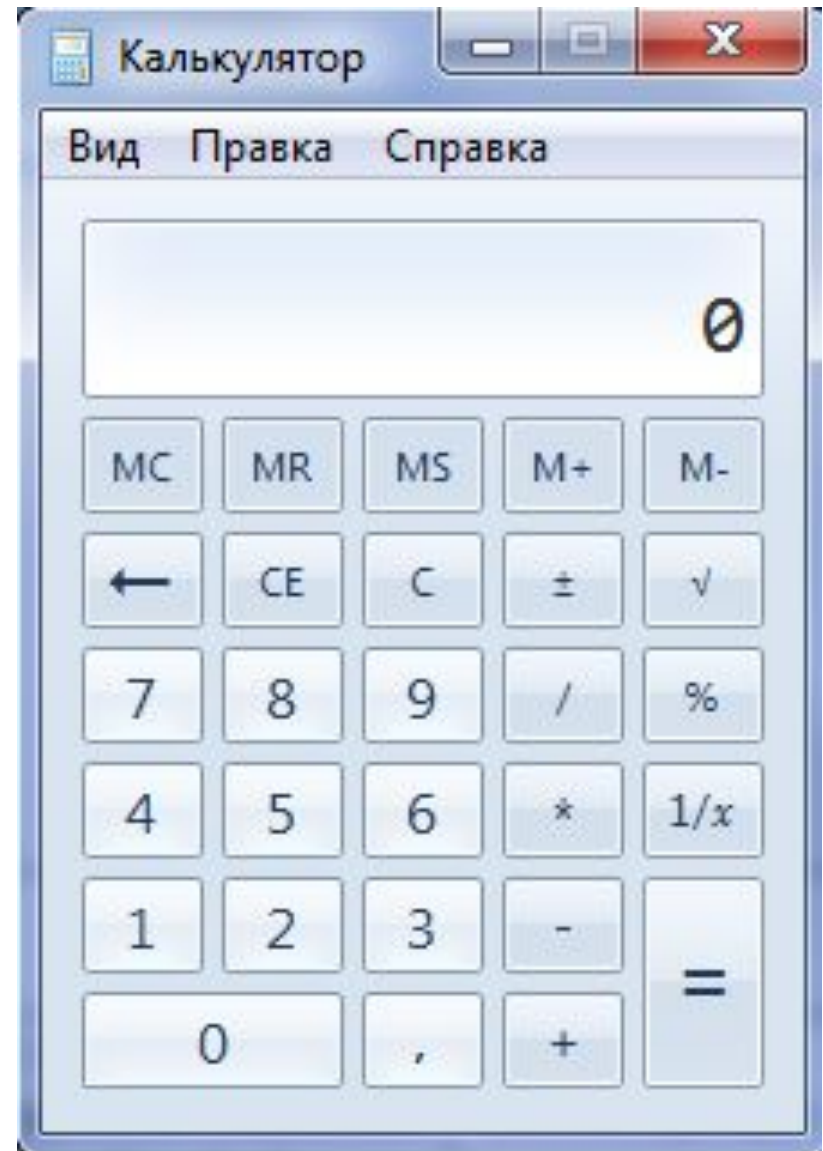 Калькулятор
Вид Правка Справка
0
MC MR MS M+ M-
← CE C ± √
7 8 9 / %
4 5 6 * 1/x
1 2 3 -
=
0 , +